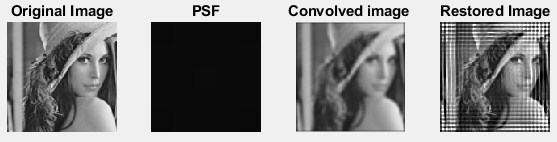 Original Image
PSF
Convolved image
Restored Image